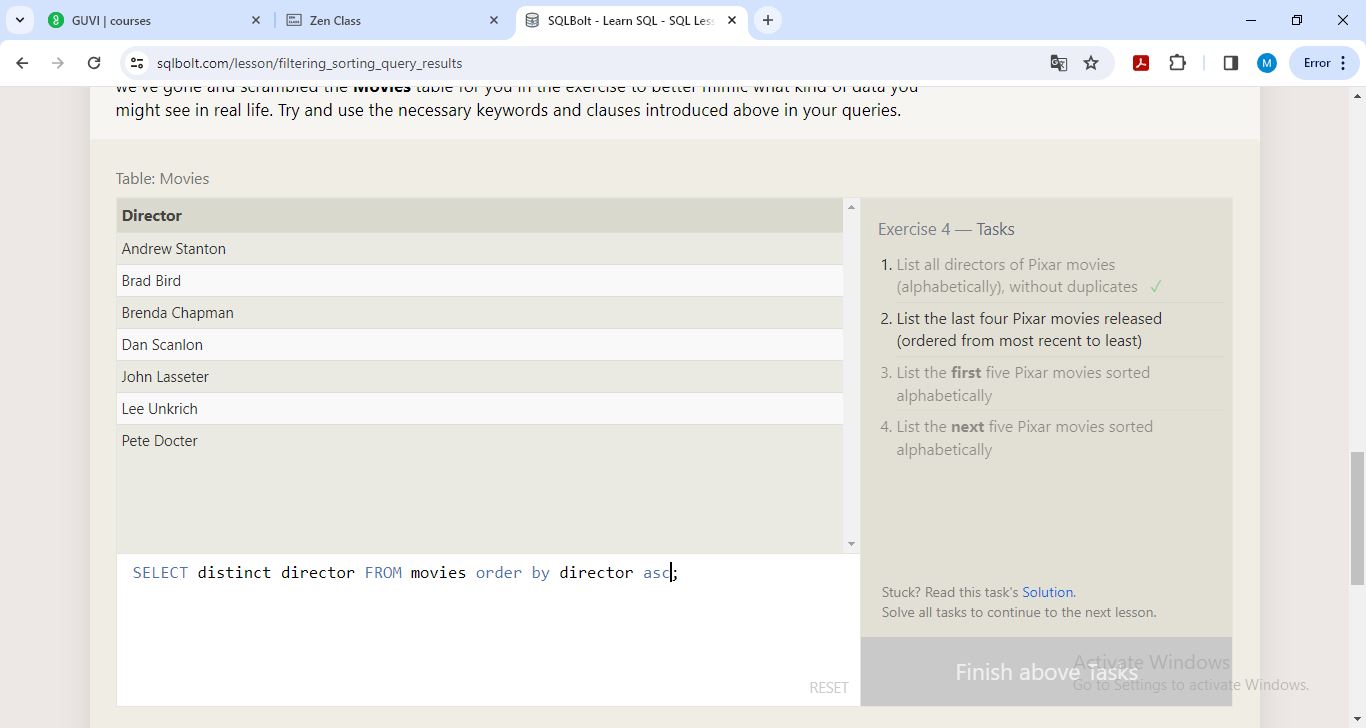 GUVI | courses
Zen Class
SQLBolt - Learn SQL - SQL Les
sqlbolt.com/lesson/filtering_sorting_query_results
M
Error
we've gone and scrambled the Movies table for you in the exercise to better mimic what kind of data you
might see in real life. Try and use the necessary keywords and clauses introduced above in your queries.
Table: Movies
Director
Andrew Stanton
Brad Bird
Brenda Chapman
Dan Scanlon
John Lasseter
Lee Unkrich
Pete Docter
SELECT distinct director FROM movies order by director asc;
RESET
Exercise 4 — Tasks
1. List all directors of Pixar movies
(alphabetically), without duplicates ✓
2. List the last four Pixar movies released
(ordered from most recent to least)
3. List the first five Pixar movies sorted
alphabetically
4. List the next five Pixar movies sorted
alphabetically
Stuck? Read this task's Solution.
Solve all tasks to continue to the next lesson.
Finish above Tasks
Activate Windows
Go to Settings to activate Windows.